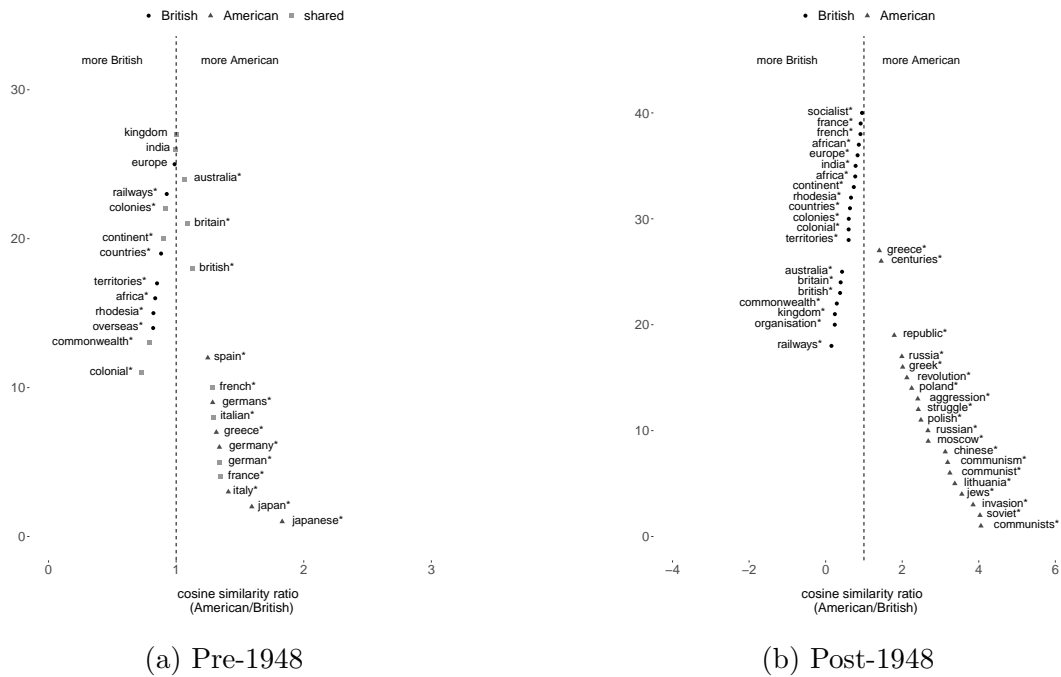 British American shared
more British more American
30
20
10
0
kingdom
india
europe
australia*
railways*
colonies*
britain*
continent*
countries*
british*
territories*
africa*
rhodesia*
overseas*
commonwealth*
spain*
colonial*
french*
germans*
italian*
greece*
germany*
german*
france*
italy*
japan*
japanese*
0 1 2 3
cosine similarity ratio
(American/British)
(a) Pre-1948
British American
more British more American
40
30
20
10
0
socialist*
france*
french*
african*
europe*
india*
africa*
continent*
rhodesia*
countries*
colonies*
colonial*
territories*
greece*
centuries*
australia*
britain*
british*
commonwealth*
kingdom*
organisation*
republic*
railways*
russia*
greek*
revolution*
poland*
aggression*
struggle*
polish*
russian*
moscow*
chinese*
communism*
communist*
lithuania*
jews*
invasion*
soviet*
communists*
−4 −2 0 2 4 6
cosine similarity ratio
(American/British)
(b) Post-1948